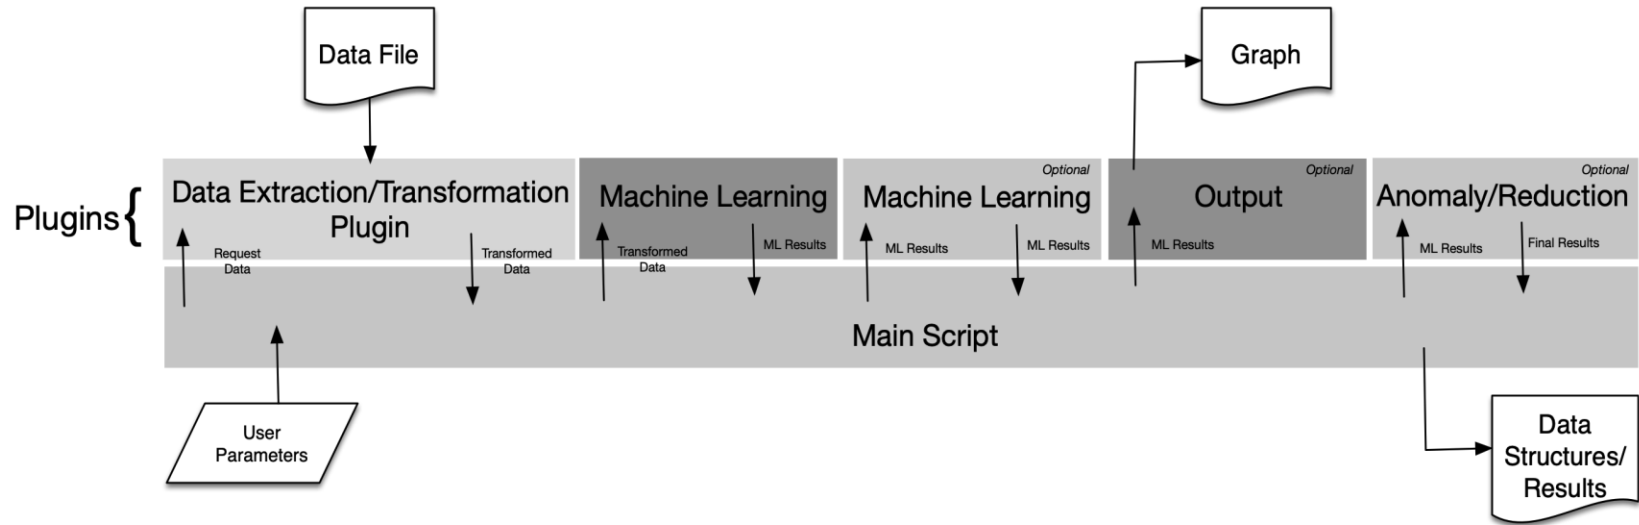 Data File
Graph
Plugins {
Data Extraction/Transformation
Plugin
Request
Data
Transformed
Data
Machine Learning
Transformed
Data
ML Results
Optional
Machine Learning
ML Results
ML Results
Optional
Output
ML Results
Optional
Anomaly/Reduction
ML Results
Final Results
Main Script
User
Parameters
Data
Structures/
Results